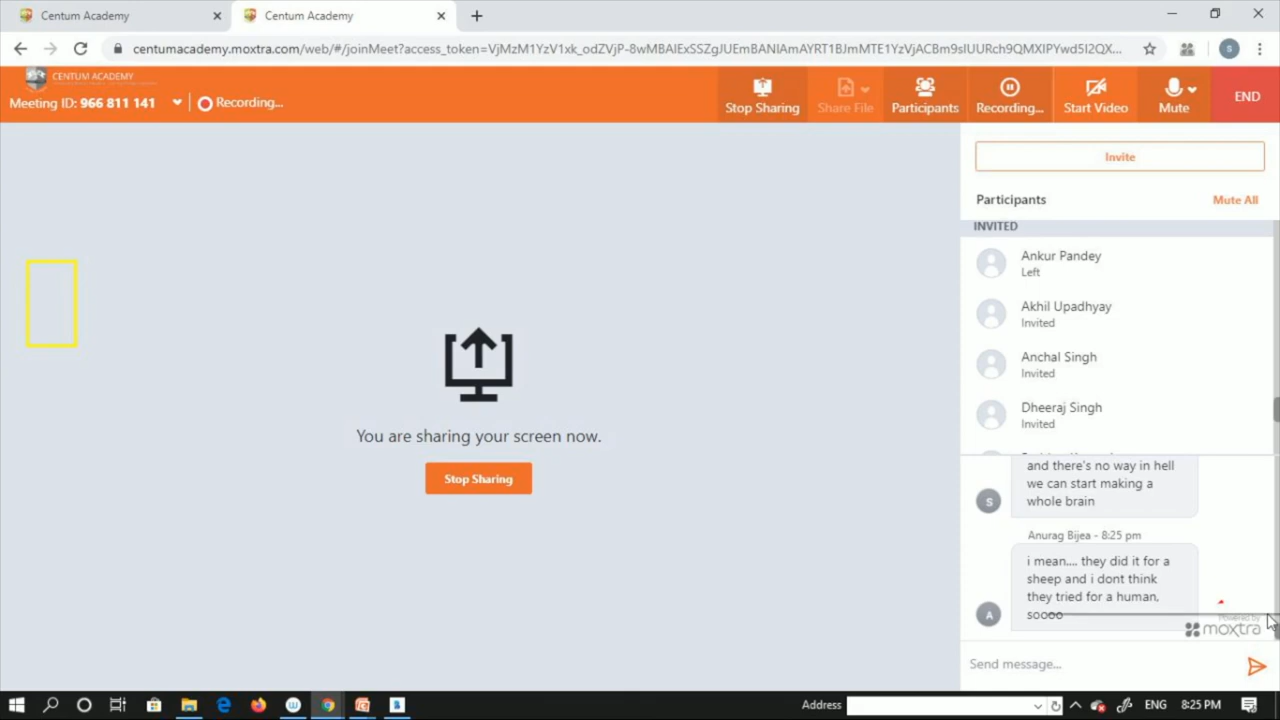 Centum Academy
Centum Academy
centumacademy.moxtra.com/web/#/joinMeet?access_token=VjMzM1YzV1xk_odZVjP-8wMBAIExSSZgJUEmBANIAmAYRT1BJmMTE1YzVjACBm9sIUURch9QMXIPYwd5I2QX...
S
CENTUM ACADEMY
Meeting ID: 966 811 141
Recording...
Stop Sharing
Share File
Participants
Recording...
Start Video
Mute
END
Invite
Participants
Mute All
INVITED
Ankur Pandey
Left
Akhil Upadhyay
Invited
Anchal Singh
Invited
Dheeraj Singh
Invited
You are sharing your screen now.
Stop Sharing
and there's no way in hell
we can start making a
whole brain
S
Anurag Bijea - 8:25 pm
i mean.... they did it for a
sheep and i dont think
they tried for a human.
soooo
A
Powered by
moxtra
Send message...
Address
ENG
8:25 PM